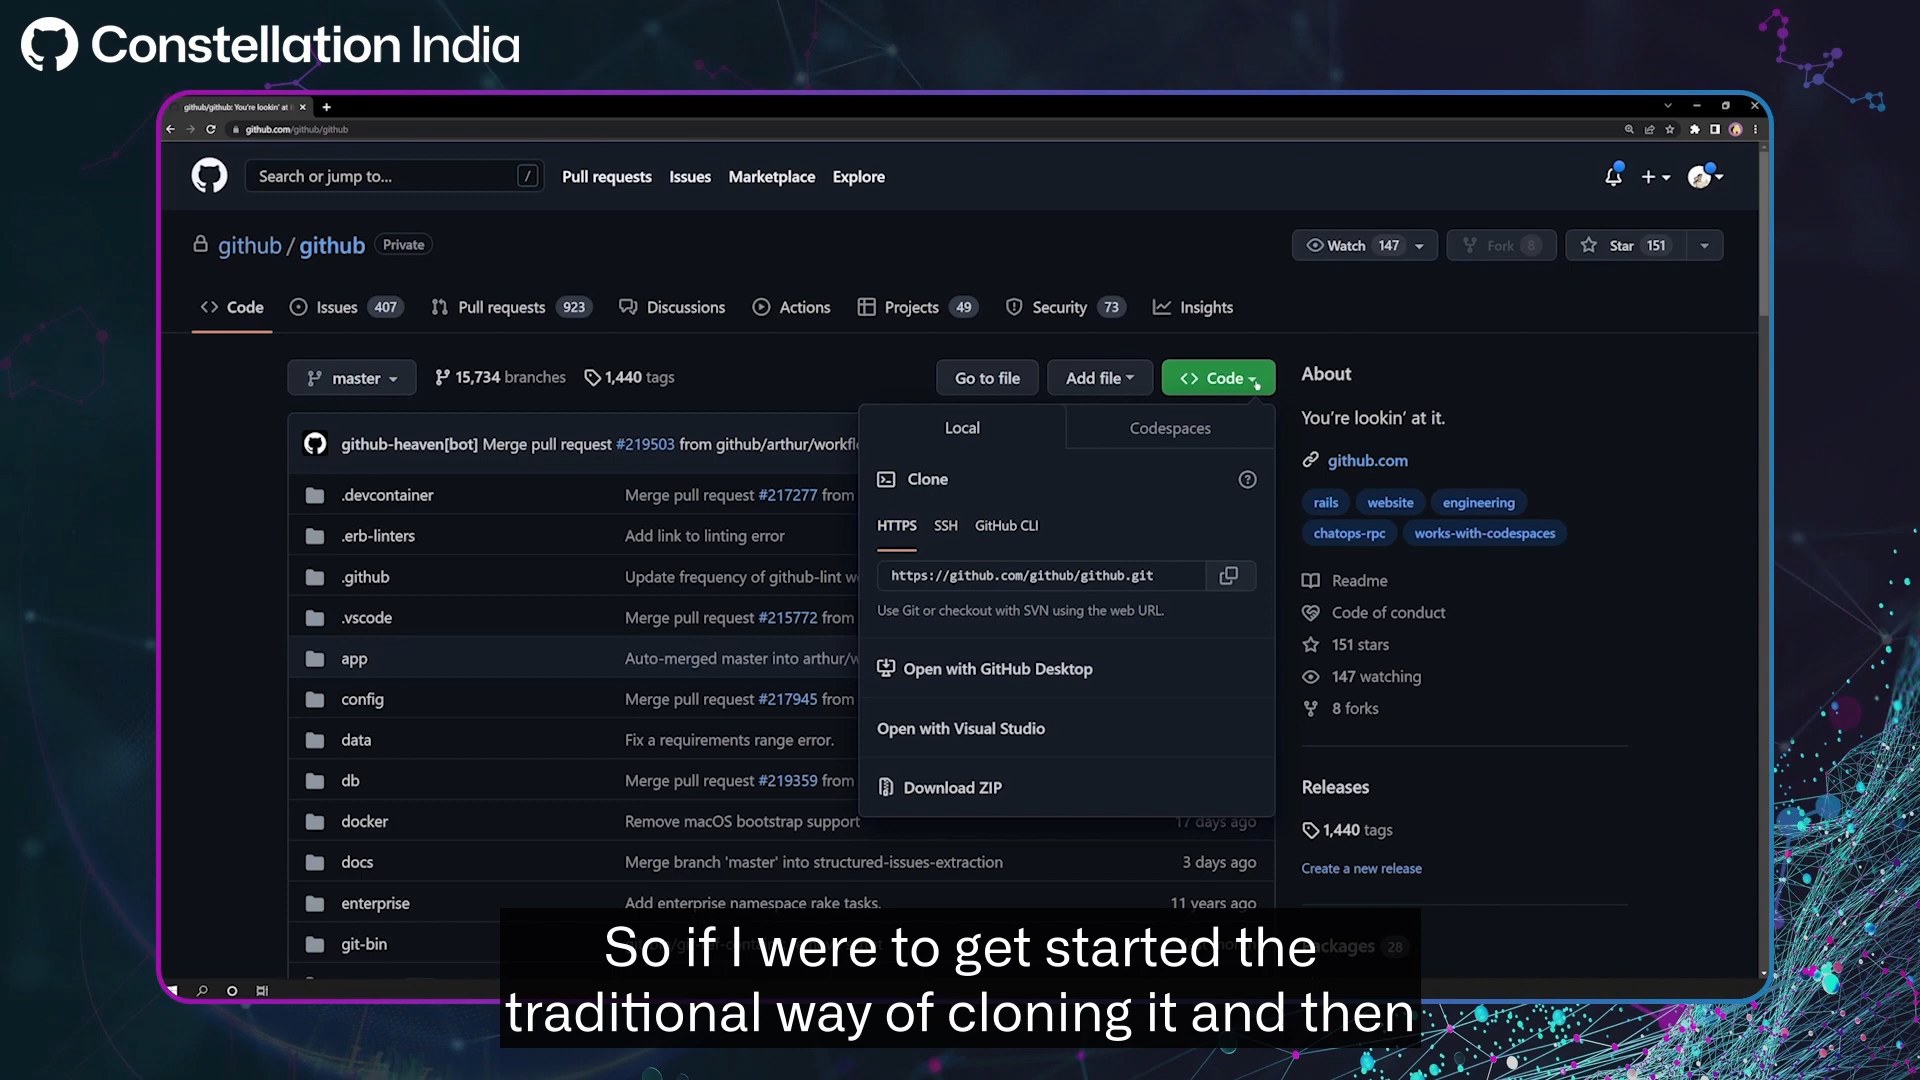 Constellation India
github/github: You're lookin' at i
github.com/github/github
Search or jump to...
/
Pull requests
Issues
Marketplace
Explore
github / github
Private
Watch 147
Fork 8
Star 151
Code
Issues 407
Pull requests 923
Discussions
Actions
Projects 49
Security 73
Insights
master
15,734 branches
1,440 tags
Go to file
Add file
Code
github-heaven[bot] Merge pull request #219503 from github/arthur/workfl
.devcontainer Merge pull request #217277 from
.erb-linters Add link to linting error
.github Update frequency of github-lint w
.vscode Merge pull request #215772 from
app Auto-merged master into arthur/w
config Merge pull request #217945 from
data Fix a requirements range error.
db Merge pull request #219359 from
docker Remove macOS bootstrap support 17 days ago
docs Merge branch 'master' into structured-issues-extraction 3 days ago
enterprise Add enterprise namespace rake tasks. 11 years ago
git-bin
Local
Codespaces
Clone
HTTPS SSH GitHub CLI
https://github.com/github/github.git
Use Git or checkout with SVN using the web URL.
Open with GitHub Desktop
Open with Visual Studio
Download ZIP
About
You're lookin' at it.
github.com
rails website engineering
chatops-rpc works-with-codespaces
Readme
Code of conduct
151 stars
147 watching
8 forks
Releases
1,440 tags
Create a new release
Packages 28
So if I were to get started the
traditional way of cloning it and then